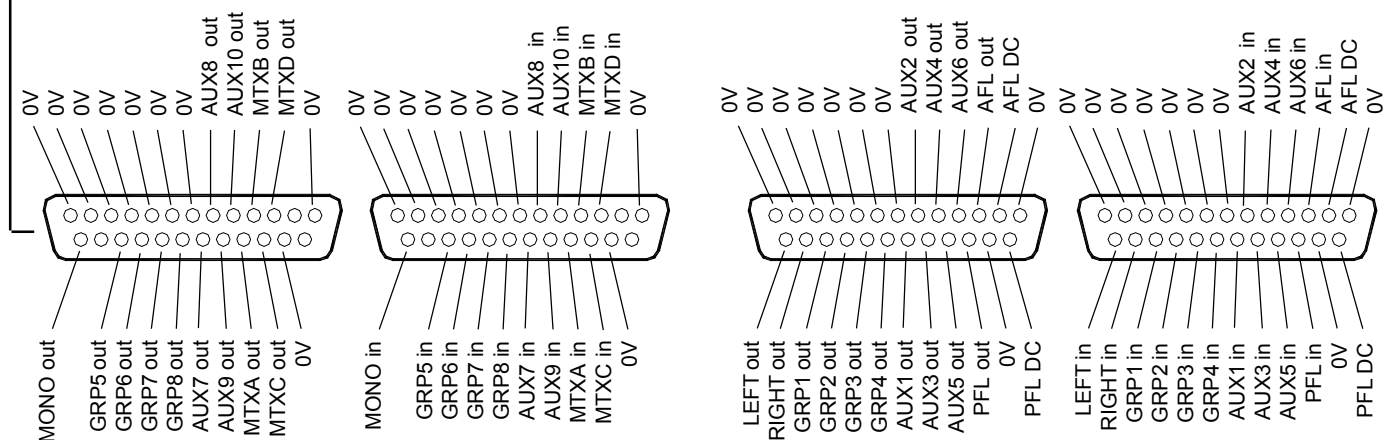 0V
0V
0V
0V
0V
0V
0V
AUX8 out
AUX10 out
MTXB out
MTXD out
0V
MONO out
GRP5 out
GRP6 out
GRP7 out
GRP8 out
AUX7 out
AUX9 out
MTXA out
MTXC out
0V
0V
0V
0V
0V
0V
0V
0V
AUX8 in
AUX10 in
MTXB in
MTXD in
0V
MONO in
GRP5 in
GRP6 in
GRP7 in
GRP8 in
AUX7 in
AUX9 in
MTXA in
MTXC in
0V
0V
0V
0V
0V
0V
0V
0V
AUX2 out
AUX4 out
AUX6 out
AFL out
AFL DC
0V
LEFT out
RIGHT out
GRP1 out
GRP2 out
GRP3 out
GRP4 out
AUX1 out
AUX3 out
AUX5 out
PFL out
0V
PFL DC
0V
0V
0V
0V
0V
0V
0V
AUX2 in
AUX4 in
AUX6 in
AFL in
AFL DC
0V
LEFT in
RIGHT in
GRP1 in
GRP2 in
GRP3 in
GRP4 in
AUX1 in
AUX3 in
AUX5 in
PFL in
0V
PFL DC